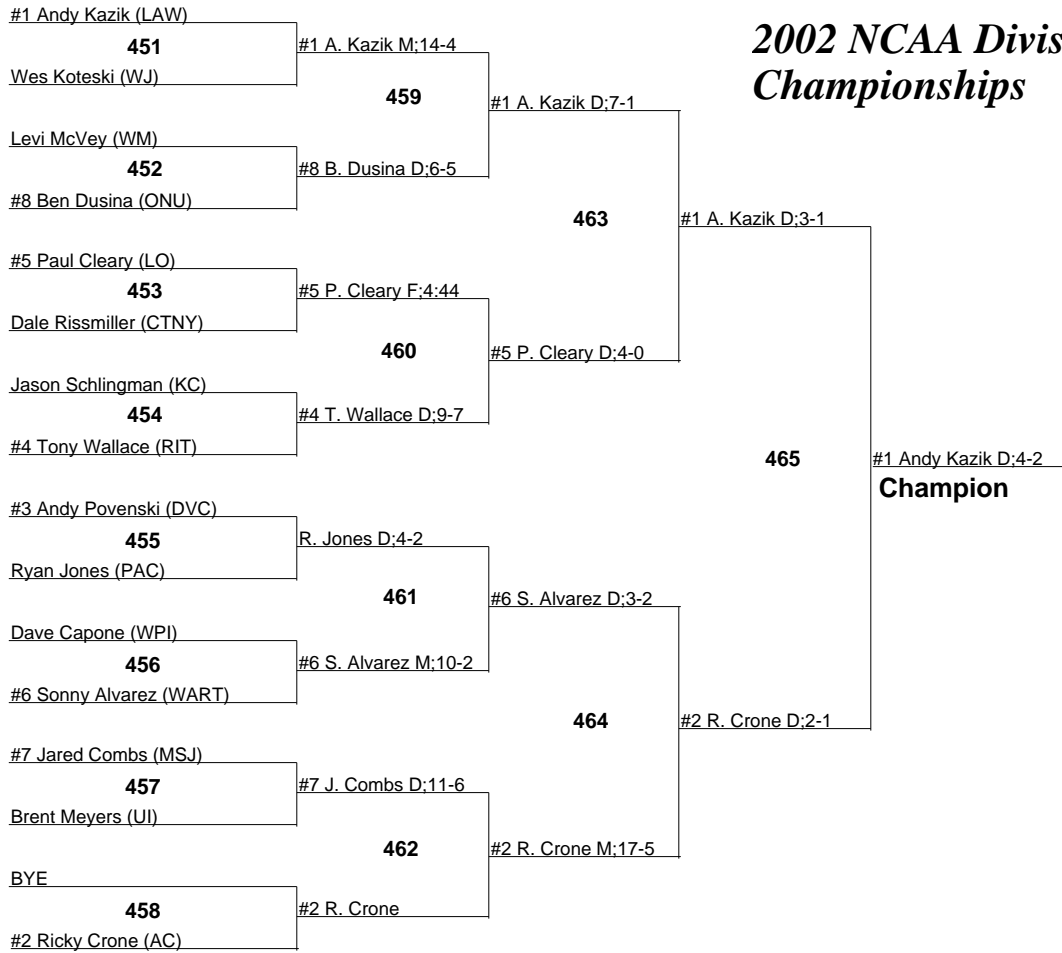 2002 NCAA Divis
Championships
#1 Andy Kazik (LAW)
451
Wes Koteski (WJ)
Levi McVey (WM)
452
#8 Ben Dusina (ONU)
#5 Paul Cleary (LO)
453
Dale Rissmiller (CTNY)
Jason Schlingman (KC)
454
#4 Tony Wallace (RIT)
#3 Andy Povenski (DVC)
455
Ryan Jones (PAC)
Dave Capone (WPI)
456
#6 Sonny Alvarez (WART)
#7 Jared Combs (MSJ)
457
Brent Meyers (UI)
BYE
458
#2 Ricky Crone (AC)
#1 A. Kazik M;14-4
459
#8 B. Dusina D;6-5
#5 P. Cleary F;4:44
460
#4 T. Wallace D;9-7
R. Jones D;4-2
461
#6 S. Alvarez M;10-2
#7 J. Combs D;11-6
462
#2 R. Crone
#1 A. Kazik D;7-1
463
#5 P. Cleary D;4-0
#6 S. Alvarez D;3-2
464
#2 R. Crone M;17-5
#1 A. Kazik D;3-1
465
#2 R. Crone D;2-1
#1 Andy Kazik D;4-2
Champion